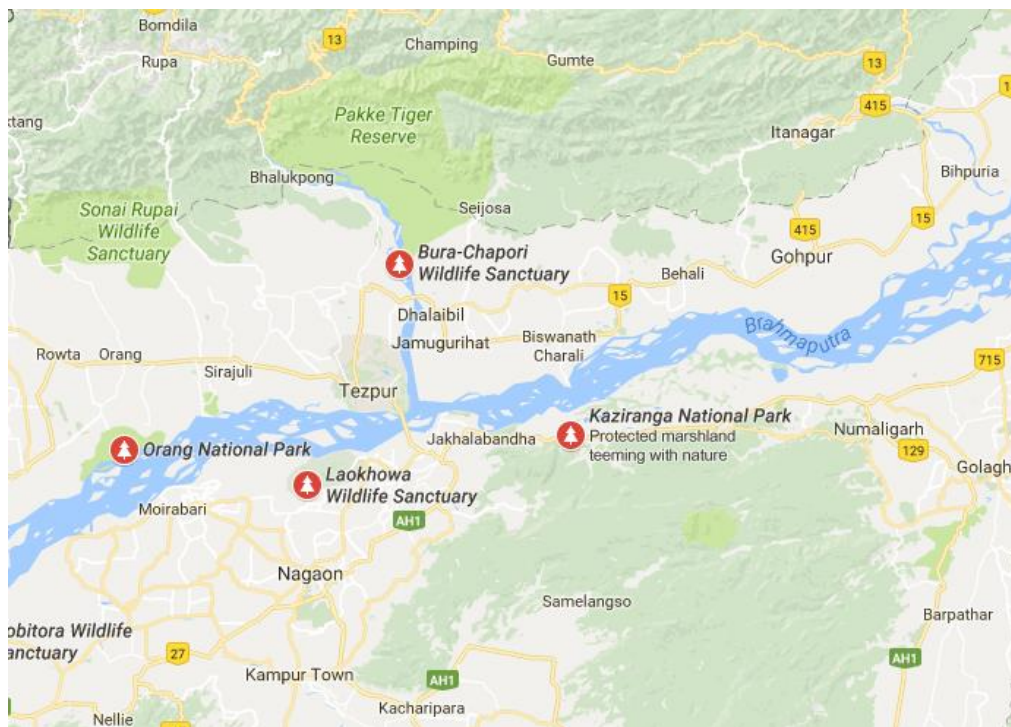 Bomdila
Rupa
13
Champing
Gumte
13
ktang
Pakke Tiger
Reserve
415
Itanagar
Bhalukpong
Bihpuria
Sonai Rupai
Wildlife
Sanctuary
Seijosa
15
415
Gohpur
Bura-Chapori
Wildlife Sanctuary
Behali
15
Dhalaibil
Jamugurihat
Biswanath
Charali
Brahmaputra
Rowta
Orang
Sirajuli
Tezpur
715
Kaziranga National Park
Protected marshland
teeming with nature
Jakhalabandha
Numaligarh
129
Orang National Park
Golagh
Laokhowa
Wildlife Sanctuary
Moirabari
AH1
Nagaon
Samelangso
Barpathar
obitora Wildlife
anctuary
27
AH1
Kampur Town
AH1
Kacharipara
Nellie